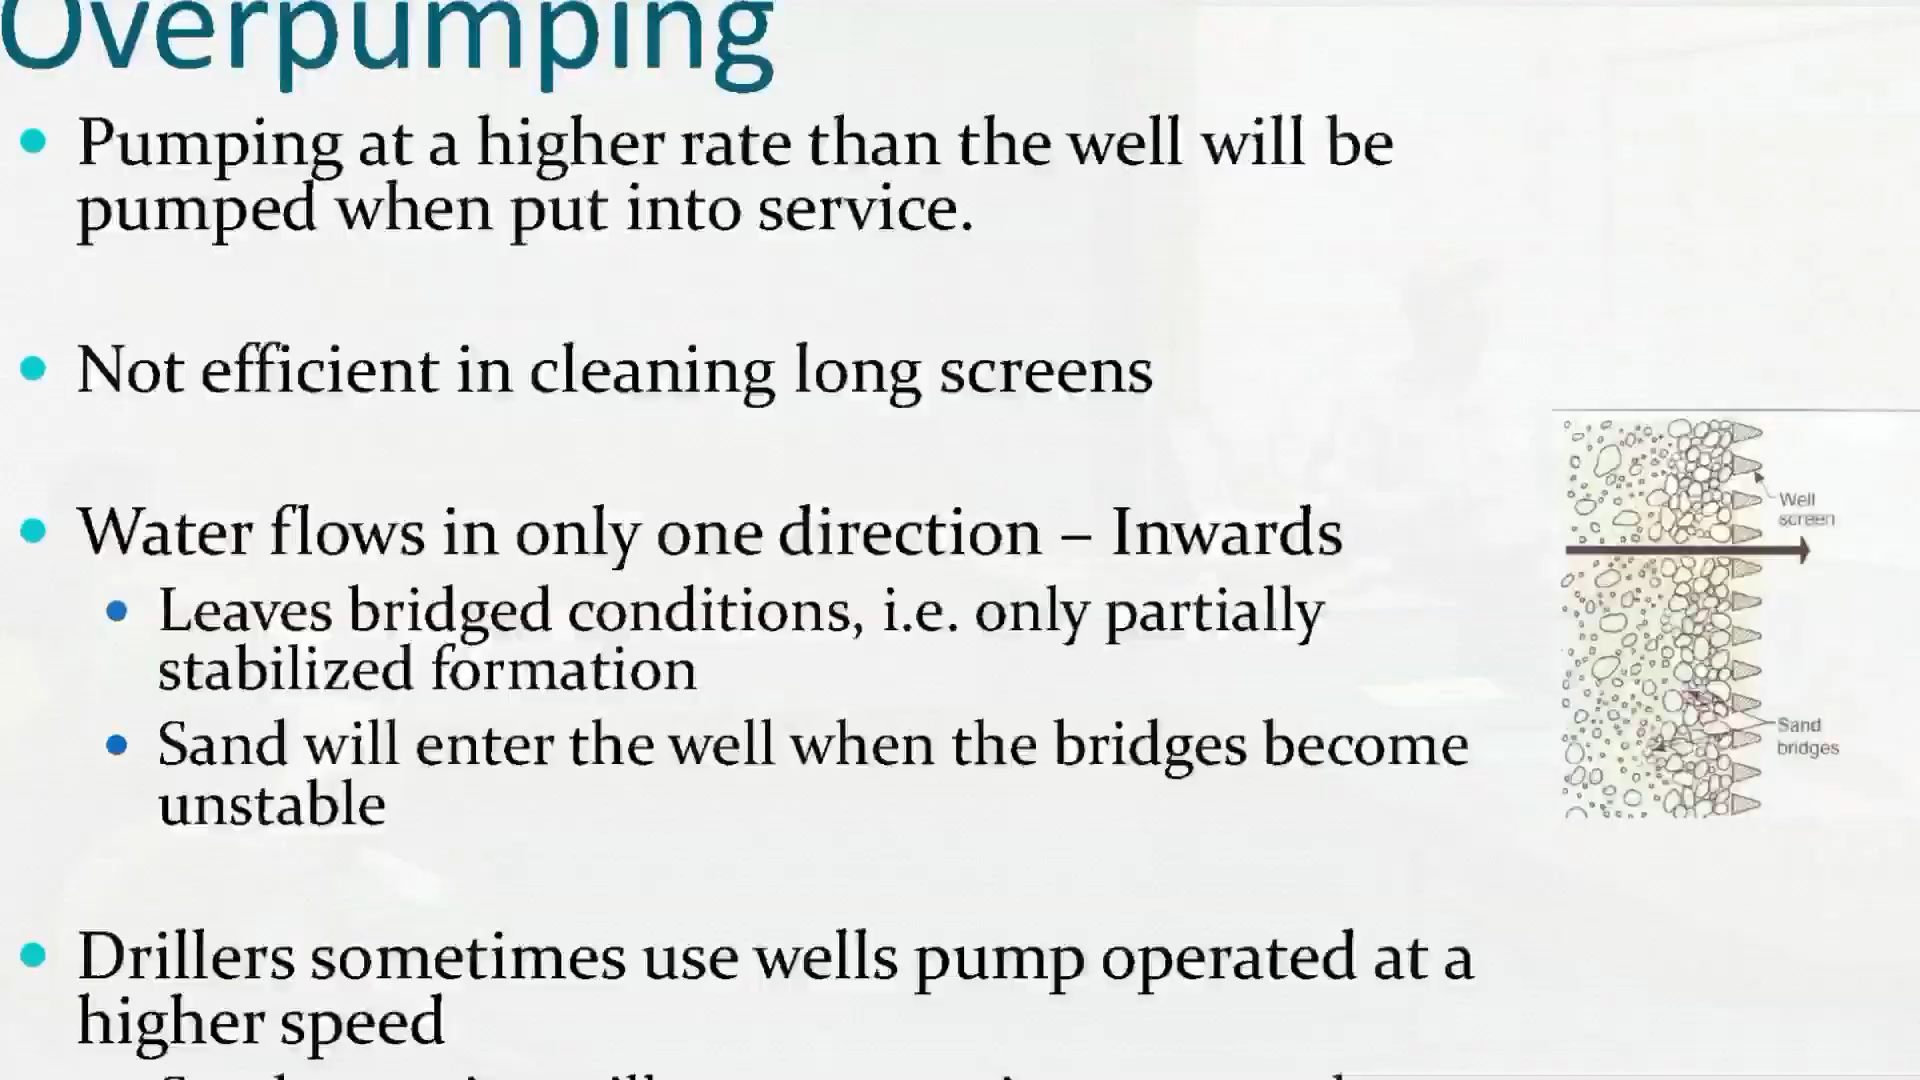 Overpumping
Pumping at a higher rate than the well will be
pumped when put into service.
Not efficient in cleaning long screens
Water flows in only one direction – Inwards
Leaves bridged conditions, i.e. only partially
stabilized formation
Sand will enter the well when the bridges become
unstable
Drillers sometimes use wells pump operated at a
higher speed
Well
screen
Sand
bridges